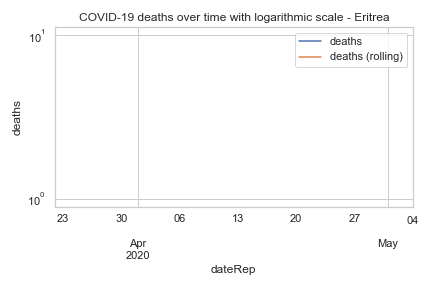 COVID-19 deaths over time with logarithmic scale - Eritrea
deaths
deaths (rolling)
10¹
10⁰
deaths
23 30 06 13 20 27 04
Apr May
2020
dateRep